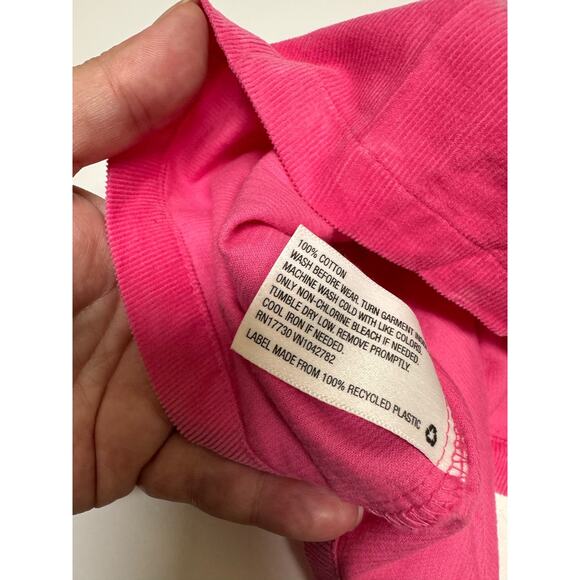 100% COTTON
WASH BEFORE WEAR. TURN GARMENT
MACHINE WASH COLD WITH LIKE COLORS.
ONLY NON-CHLORINE BLEACH IF NEEDED.
TUMBLE DRY LOW. REMOVE PROMPTLY.
COOL IRON IF NEEDED.
RN17730 VN1042782
LABEL MADE FROM 100% RECYCLED PLASTIC